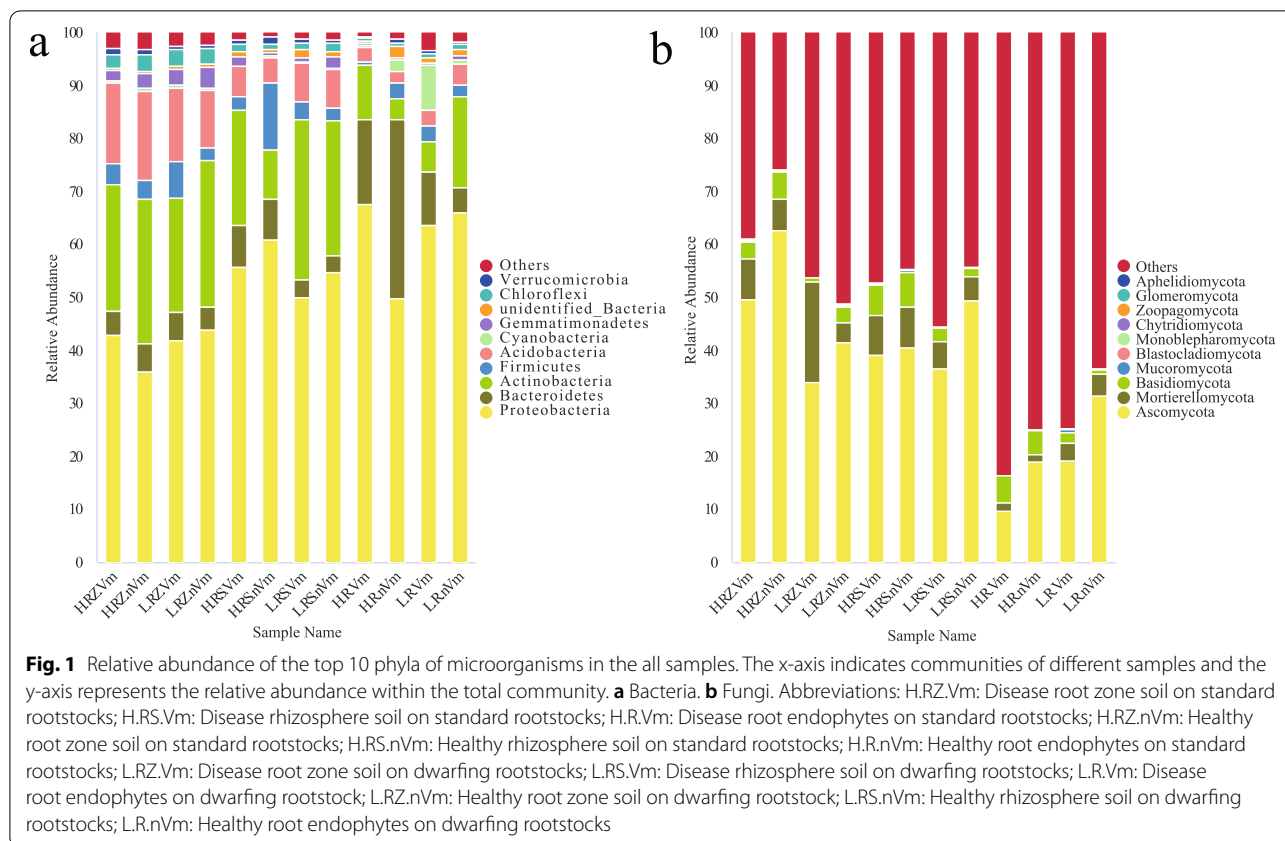 a
100
90
80
70
60
50
40
30
20
10
0
Relative Abundance
H.RZ.Vm
H.RZ.nVm
L.RZ.Vm
L.RZ.nVm
H.RS.Vm
H.RS.nVm
L.RS.Vm
L.RS.nVm
H.R.Vm
H.R.nVm
L.R.Vm
L.R.nVm
Sample Name
Others
Verrucomicrobia
Chloroflexi
unidentified_Bacteria
Gemmatimonadetes
Cyanobacteria
Acidobacteria
Firmicutes
Actinobacteria
Bacteroidetes
Proteobacteria
b
100
90
80
70
60
50
40
30
20
10
0
Relative Abundance
H.RZ.Vm
H.RZ.nVm
L.RZ.Vm
L.RZ.nVm
H.RS.Vm
H.RS.nVm
L.RS.Vm
L.RS.nVm
H.R.Vm
H.R.nVm
L.R.Vm
L.R.nVm
Sample Name
Others
Aphelidiomycota
Glomeromycota
Zoopagomycota
Chytridiomycota
Monoblepharomycota
Blastocladiomycota
Mucoromycota
Basidiomycota
Mortierellomycota
Ascomycota
Fig. 1 Relative abundance of the top 10 phyla of microorganisms in the all samples. The x-axis indicates communities of different samples and the
y-axis represents the relative abundance within the total community. a Bacteria. b Fungi. Abbreviations: H.RZ.Vm: Disease root zone soil on standard
rootstocks; H.RS.Vm: Disease rhizosphere soil on standard rootstocks; H.R.Vm: Disease root endophytes on standard rootstocks; H.RZ.nVm: Healthy
root zone soil on standard rootstocks; H.RS.nVm: Healthy rhizosphere soil on standard rootstocks; H.R.nVm: Healthy root endophytes on standard
rootstocks; L.RZ.Vm: Disease root zone soil on dwarfing rootstocks; L.RS.Vm: Disease rhizosphere soil on dwarfing rootstocks; L.R.Vm: Disease
root endophytes on dwarfing rootstock; L.RZ.nVm: Healthy root zone soil on dwarfing rootstock; L.RS.nVm: Healthy rhizosphere soil on dwarfing
rootstocks; L.R.nVm: Healthy root endophytes on dwarfing rootstocks